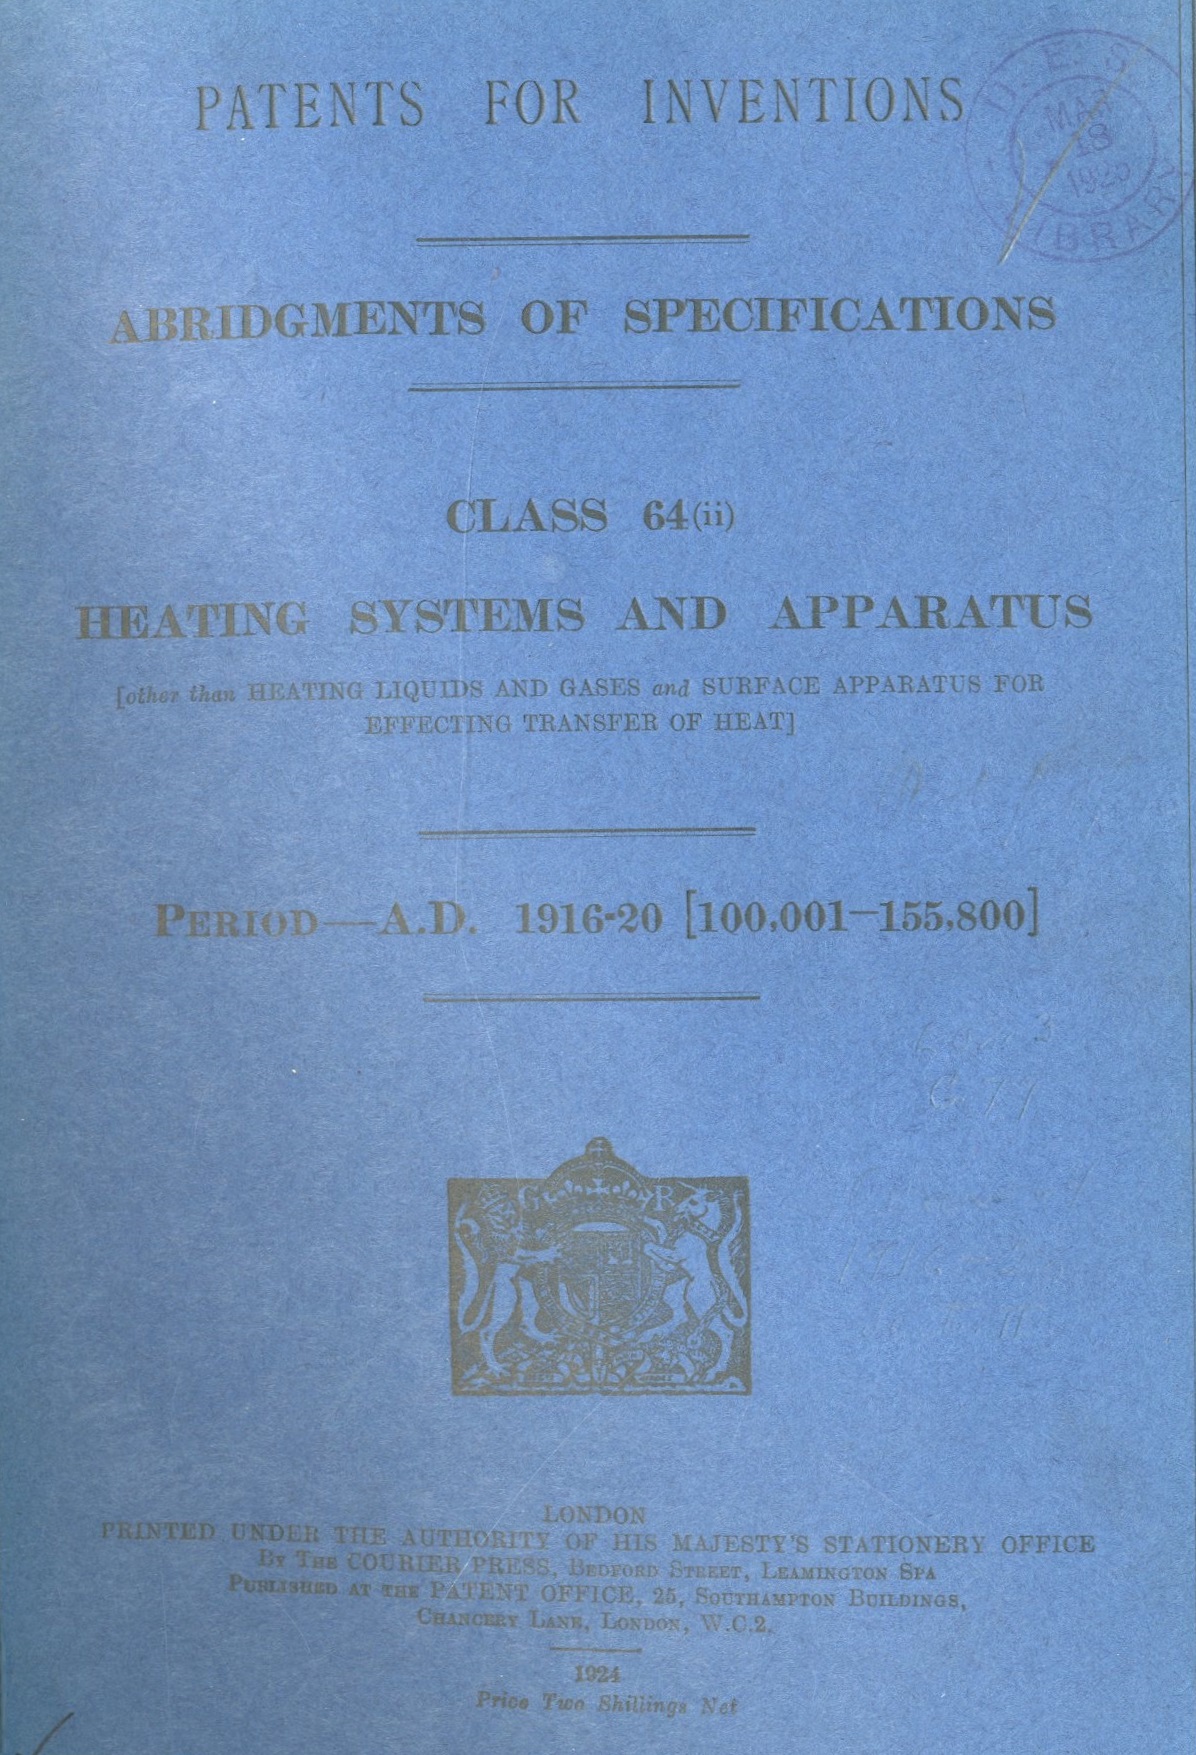 PATENTS FOR INVENTIONS
D.E.S.
MAR
18
LIBRARY
ABRIDGMENTS OF SPECIFICATIONS
CLASS 64(ii)
HEATING SYSTEMS AND APPARATUS
[other than HEATING LIQUIDS AND GASES and SURFACE APPARATUS FOR
EFFECTING TRANSFER OF HEAT]
PERIOD—A.D. 1916-20 [100,001—155,800]
G R
LONDON
PRINTED UNDER THE AUTHORITY OF HIS MAJESTY'S STATIONERY OFFICE
BY THE COURIER PRESS, BEDFORD STREET, LEAMINGTON SPA
PUBLISHED AT THE PATENT OFFICE, 25, SOUTHAMPTON BUILDINGS,
CHANCERY LANE, LONDON, W.C.2.
1924
Price Two Shillings Net